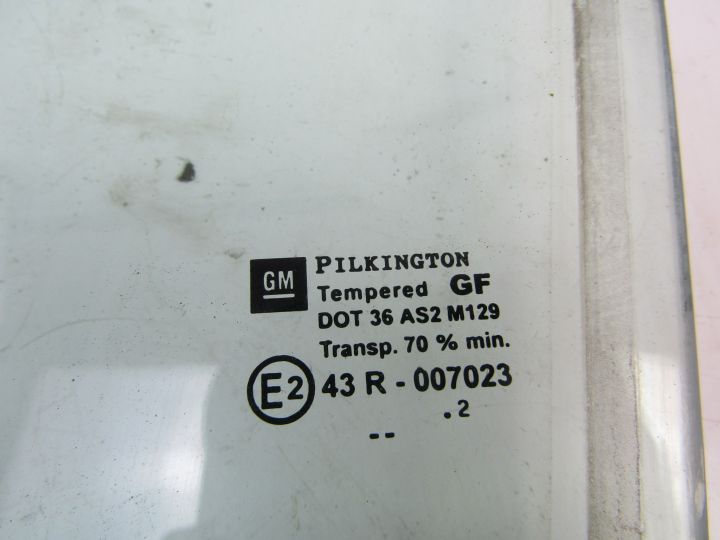 GM PILKINGTON
Tempered GF
DOT 36 AS2 M129
Transp. 70 % min.
E2 43 R - 007023
. 2
--